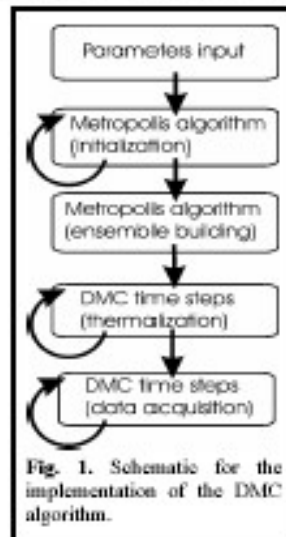 Parameters input
Metropolis algorithm
(initialization)
Metropolis algorithm
(ensemble building)
DMC time steps
(thermalization)
DMC time steps
(data acquisition)
Fig. 1. Schematic for the
implementation of the DMC
algorithm.